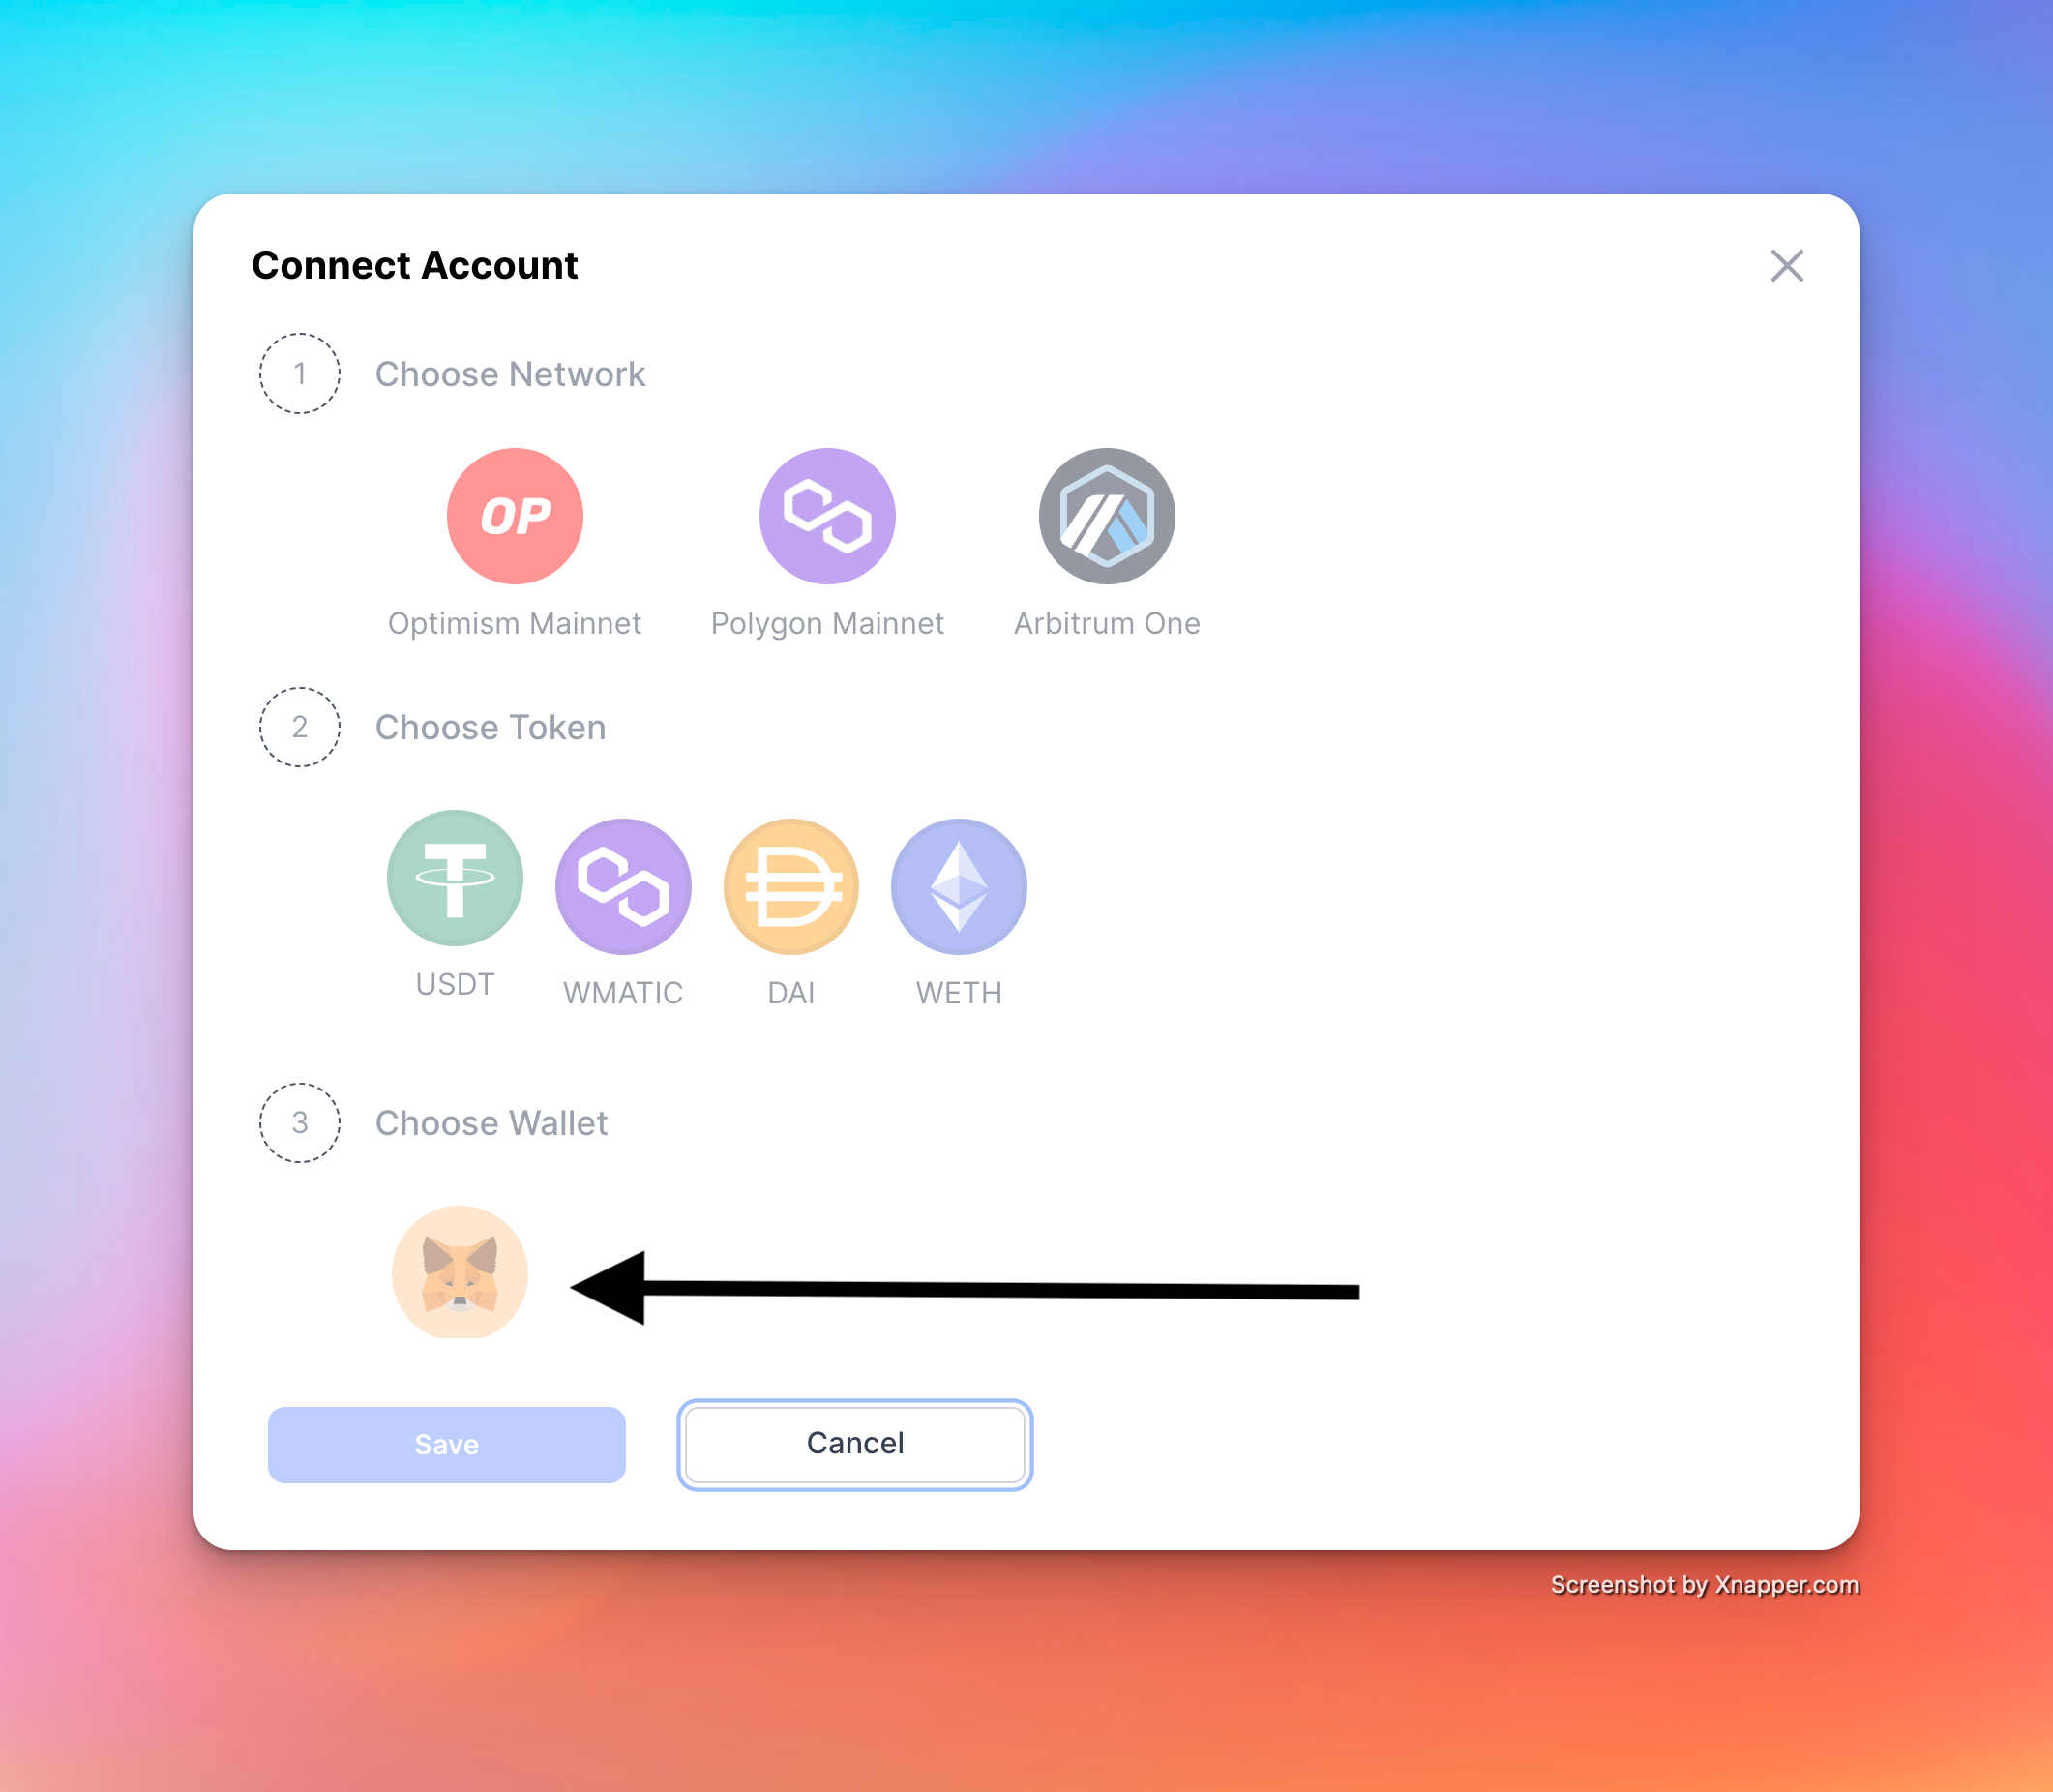 Connect Account
1 Choose Network
OP
Optimism Mainnet Polygon Mainnet Arbitrum One
2 Choose Token
USDT WMATIC DAI WETH
3 Choose Wallet
Save Cancel
Screenshot by Xnapper.com